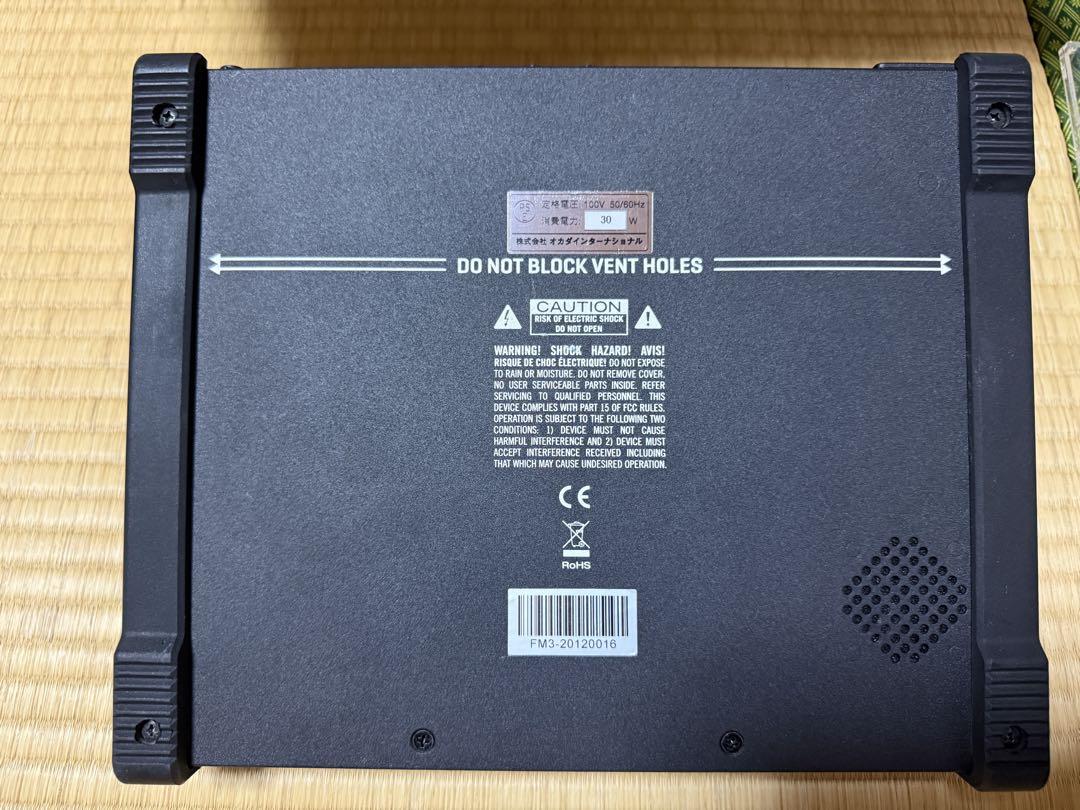 定格電圧: 100V 50/60Hz
消費電力: 30 W
株式会社 オカダインターナショナル
DO NOT BLOCK VENT HOLES
CAUTION
RISK OF ELECTRIC SHOCK
DO NOT OPEN
WARNING! SHOCK HAZARD! AVIS!
RISQUE DE CHOC ÉLECTRIQUE! DO NOT EXPOSE
TO RAIN OR MOISTURE. DO NOT REMOVE COVER.
NO USER SERVICEABLE PARTS INSIDE. REFER
SERVICING TO QUALIFIED PERSONNEL. THIS
DEVICE COMPLIES WITH PART 15 OF FCC RULES.
OPERATION IS SUBJECT TO THE FOLLOWING TWO
CONDITIONS: 1) DEVICE MUST NOT CAUSE
HARMFUL INTERFERENCE AND 2) DEVICE MUST
ACCEPT INTERFERENCE RECEIVED INCLUDING
THAT WHICH MAY CAUSE UNDESIRED OPERATION.
CE
RoHS
FM3-20120016